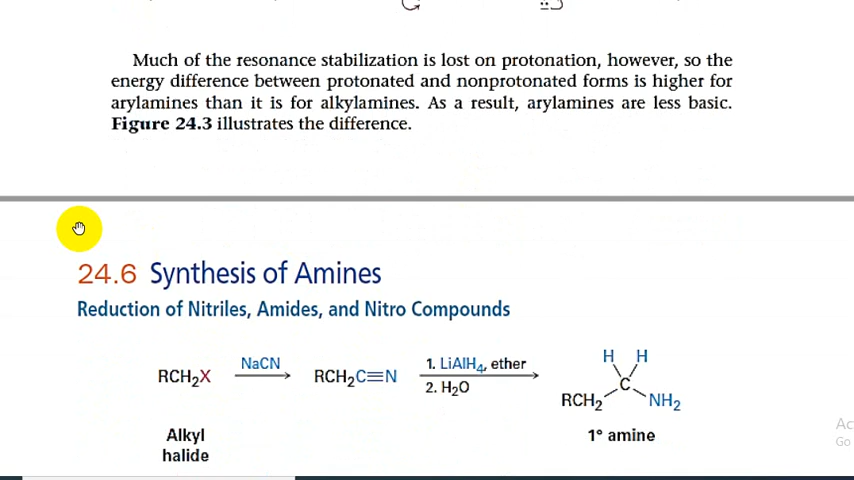 Much of the resonance stabilization is lost on protonation, however, so the
energy difference between protonated and nonprotonated forms is higher for
arylamines than it is for alkylamines. As a result, arylamines are less basic.
Figure 24.3 illustrates the difference.
24.6 Synthesis of Amines
Reduction of Nitriles, Amides, and Nitro Compounds
RCH₂X NaCN RCH₂C≡N 1. LiAlH₄, ether
2. H₂O
H H
C
RCH₂ NH₂
Alkyl
halide
1° amine
Ac
Go